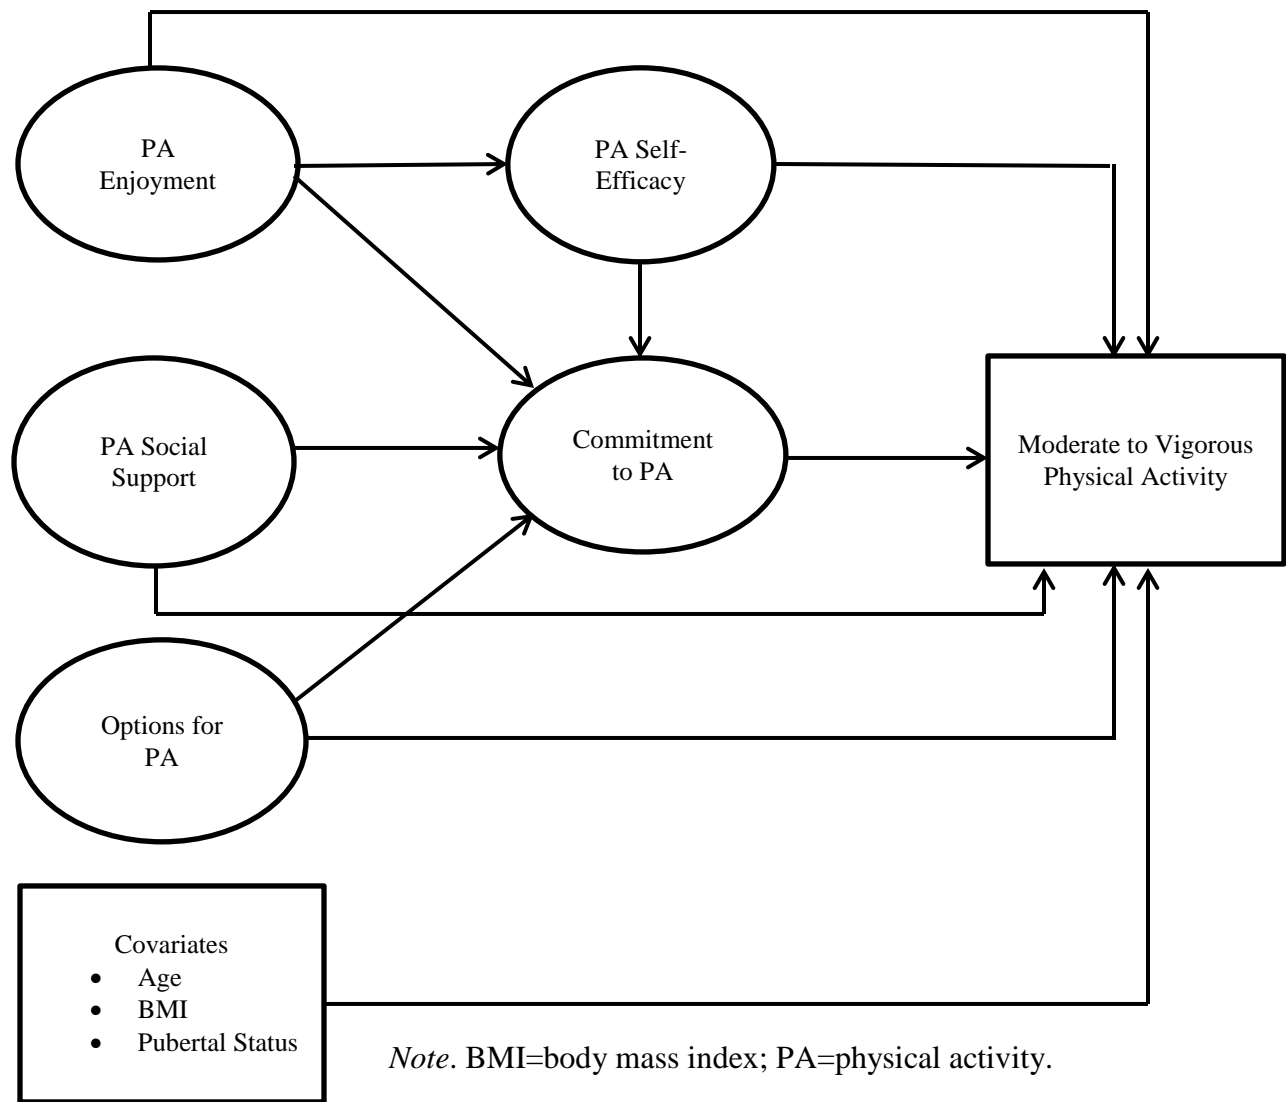 PA
Enjoyment
PA Self-
Efficacy
PA Social
Support
Commitment
to PA
Moderate to Vigorous
Physical Activity
Options for
PA
Covariates
• Age
• BMI
• Pubertal Status
Note. BMI=body mass index; PA=physical activity.